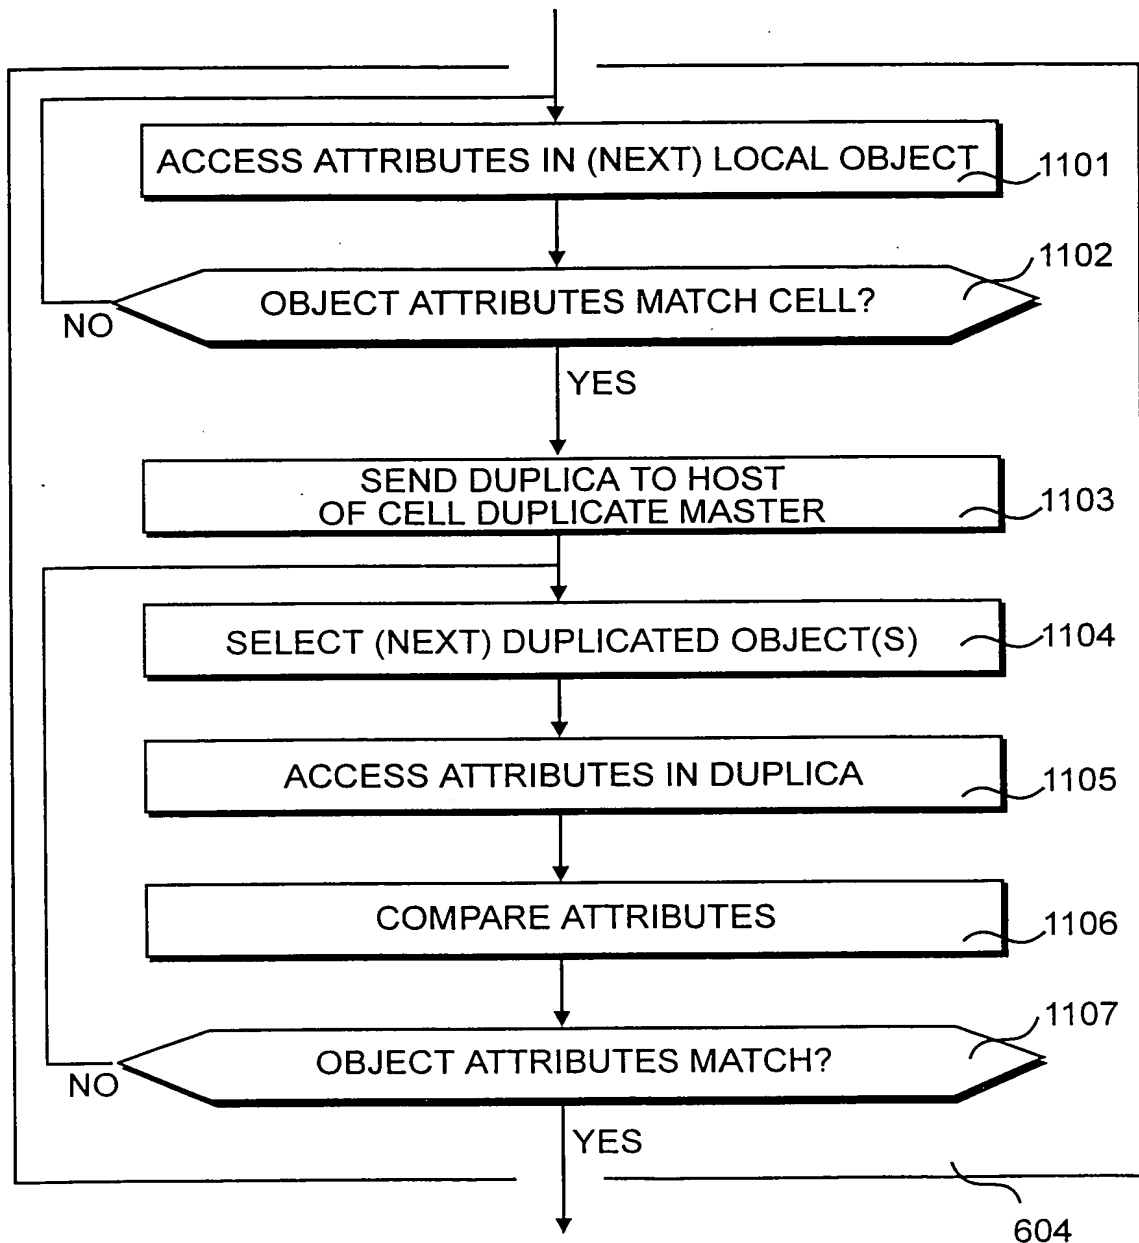 ACCESS ATTRIBUTES IN (NEXT) LOCAL OBJECT
1101
1102
OBJECT ATTRIBUTES MATCH CELL?
NO
YES
SEND DUPLICA TO HOST
OF CELL DUPLICATE MASTER
1103
SELECT (NEXT) DUPLICATED OBJECT(S)
1104
ACCESS ATTRIBUTES IN DUPLICA
1105
COMPARE ATTRIBUTES
1106
1107
OBJECT ATTRIBUTES MATCH?
NO
YES
604